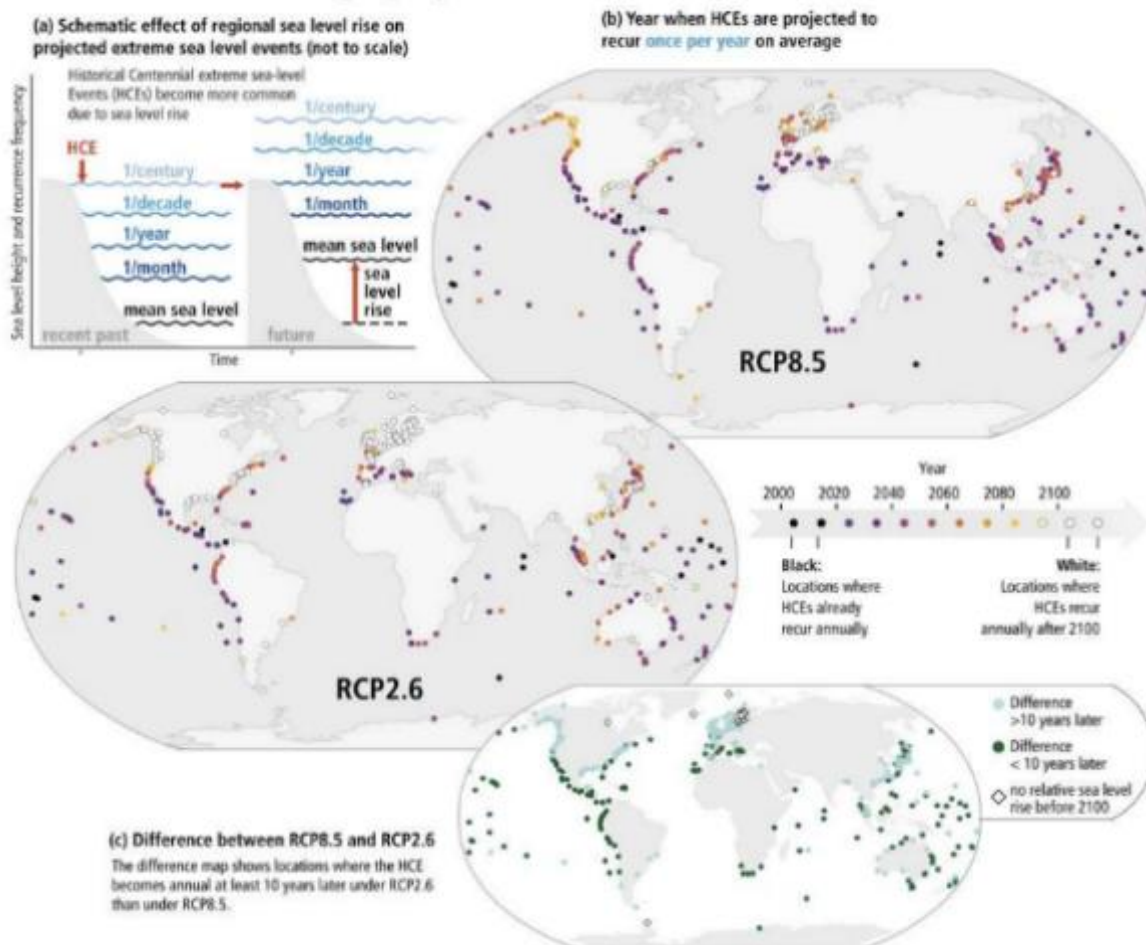 (a) Schematic effect of regional sea level rise on
projected extreme sea level events (not to scale)
Historical Centennial extreme sea-level
Events (HCEs) become more common
due to sea level rise
Sea level height and recurrence frequency
HCE
1/century
1/decade
1/year
1/month
mean sea level
recent past
1/century
1/decade
1/year
1/month
mean sea level
sea
level
rise
future
Time
(b) Year when HCEs are projected to
recur once per year on average
RCP8.5
RCP2.6
Year
2000 2020 2040 2060 2080 2100
Black:
Locations where
HCEs already
recur annually
White:
Locations where
HCEs recur
annually after 2100
(c) Difference between RCP8.5 and RCP2.6
The difference map shows locations where the HCE
becomes annual at least 10 years later under RCP2.6
than under RCP8.5.
Difference
>10 years later
Difference
< 10 years later
no relative sea level
rise before 2100